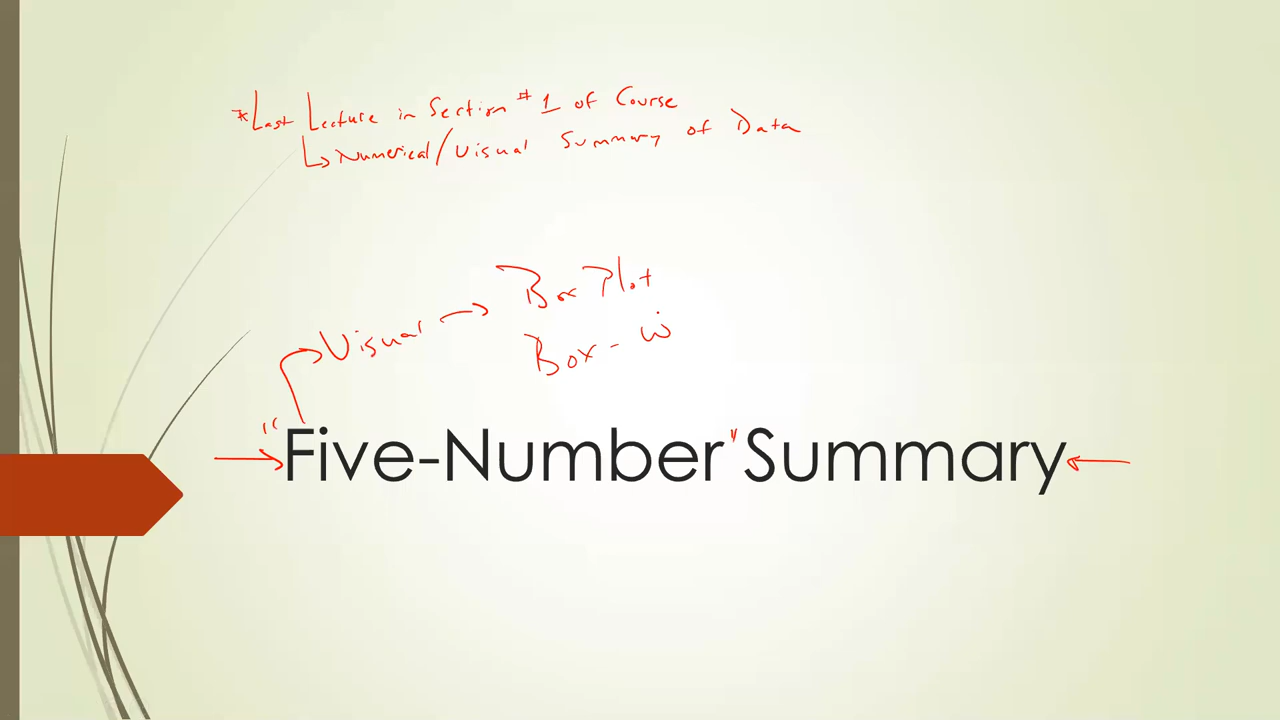 *Last Lecture in Section #1 of Course
↳ Numerical/Visual Summary of Data
Visual → Box Plot
Box - W
"Five-Number" Summary